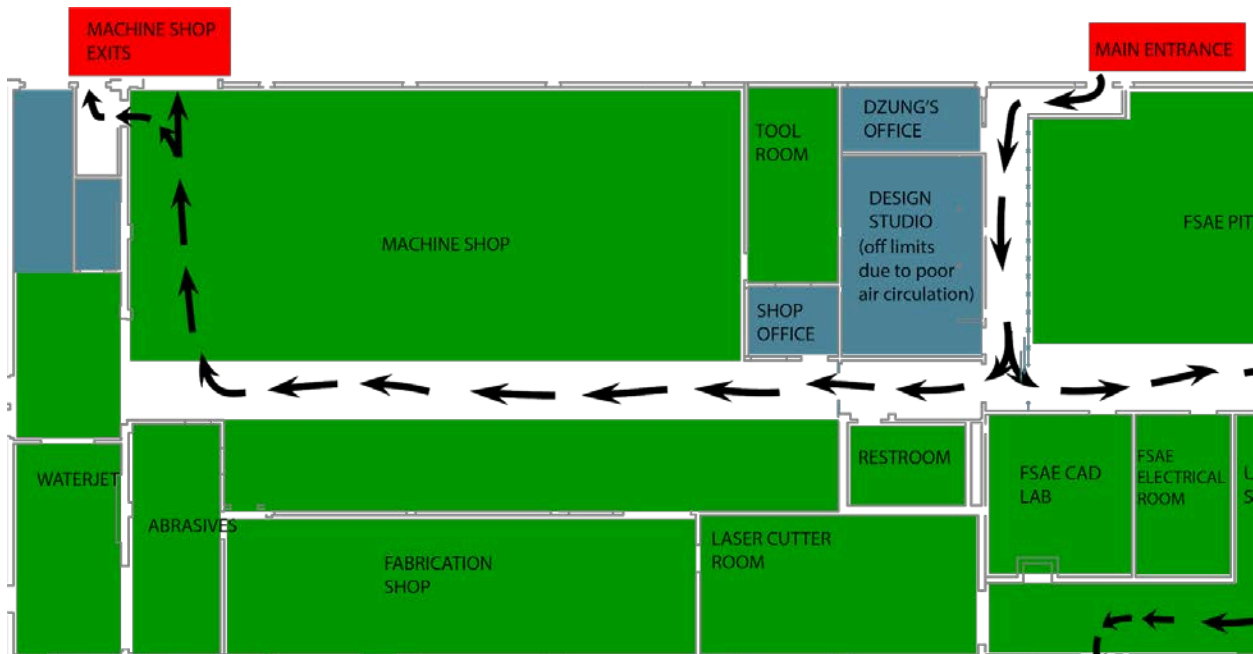 MACHINE SHOP
EXITS
MAIN ENTRANCE
DZUNG'S
OFFICE
TOOL
ROOM
DESIGN
STUDIO
(off limits
due to poor
air circulation)
MACHINE SHOP
FSAE PIT
SHOP
OFFICE
RESTROOM
FSAE CAD
LAB
FSAE
ELECTRICAL
ROOM
U
S
WATERJET
ABRASIVES
FABRICATION
SHOP
LASER CUTTER
ROOM